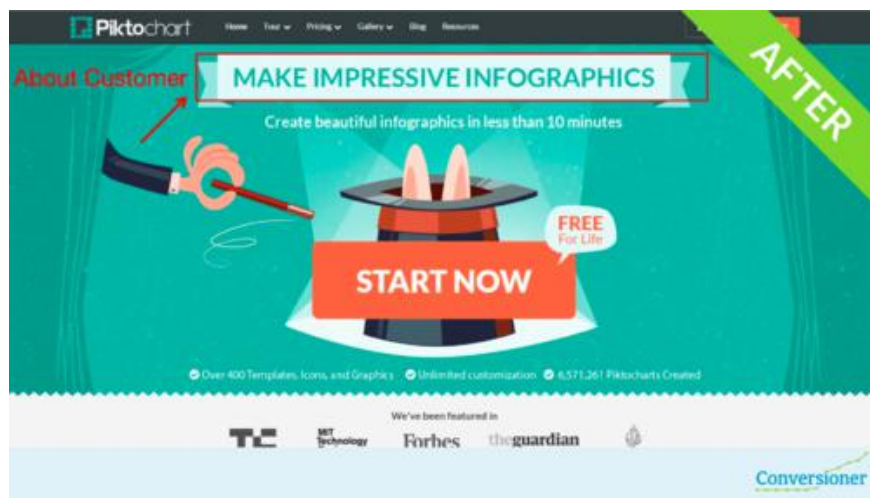 Piktochart Home Tour Pricing Gallery Blog Resources
AFTER
About Customer
MAKE IMPRESSIVE INFOGRAPHICS
Create beautiful infographics in less than 10 minutes
FREE
For Life
START NOW
Over 400 Templates, Icons, and Graphics Unlimited customization 6,571,261 Piktocharts Created
We've been featured in
TC MIT Technology Forbes theguardian
Conversioner